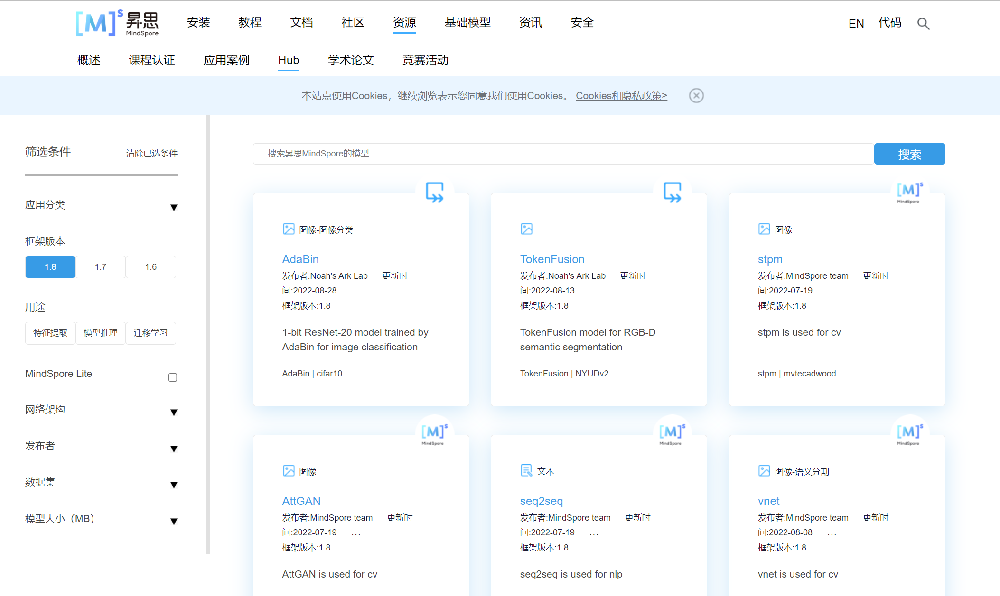 [M]s 昇思 MindSpore 安装 教程 文档 社区 资源 基础模型 资讯 安全 EN 代码
概述 课程认证 应用案例 Hub 学术论文 竞赛活动
本站点使用Cookies，继续浏览表示您同意我们使用Cookies。 Cookies和隐私政策>
筛选条件 清除已选条件
应用分类
框架版本
1.8 1.7 1.6
用途
特征提取 模型推理 迁移学习
MindSpore Lite
网络架构
发布者
数据集
模型大小（MB）
搜索昇思MindSpore的模型 搜索
图像-图像分类
AdaBin
发布者:Noah's Ark Lab 更新时
间:2022-08-28 ...
框架版本:1.8
1-bit ResNet-20 model trained by
AdaBin for image classification
AdaBin | cifar10
TokenFusion
发布者:Noah's Ark Lab 更新时
间:2022-08-13 ...
框架版本:1.8
TokenFusion model for RGB-D
semantic segmentation
TokenFusion | NYUDv2
[M]s
MindSpore
图像
stpm
发布者:MindSpore team 更新时
间:2022-07-19 ...
框架版本:1.8
stpm is used for cv
stpm | mvtecadwood
[M]s
MindSpore
图像
AttGAN
发布者:MindSpore team 更新时
间:2022-07-19 ...
框架版本:1.8
AttGAN is used for cv
[M]s
MindSpore
文本
seq2seq
发布者:MindSpore team 更新时
间:2022-07-19 ...
框架版本:1.8
seq2seq is used for nlp
[M]s
MindSpore
图像-语义分割
vnet
发布者:MindSpore team 更新时
间:2022-08-08 ...
框架版本:1.8
vnet is used for cv